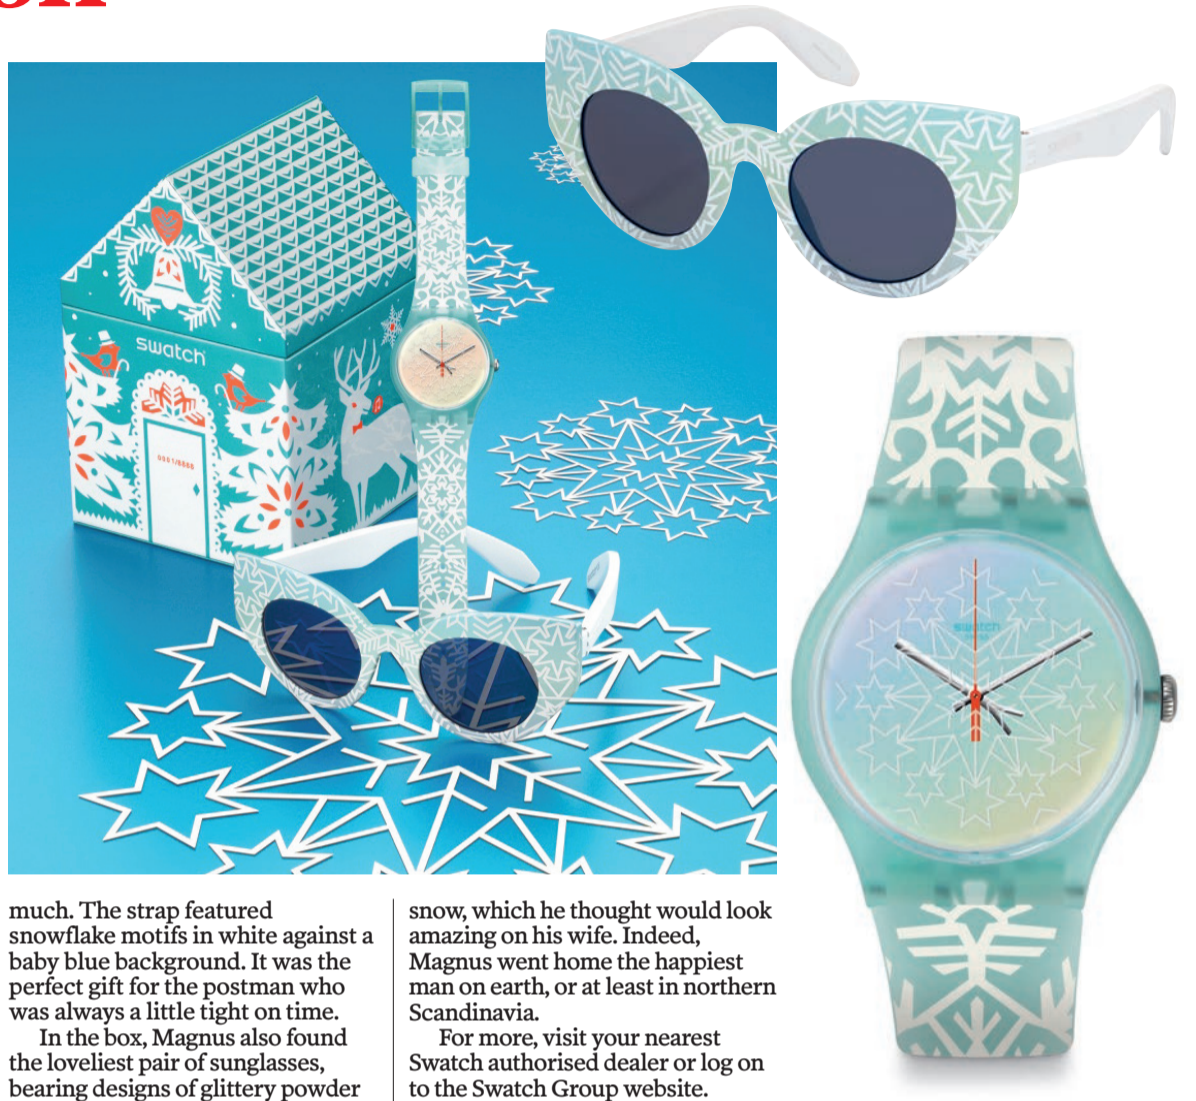 swatch
0001/8888
swatch
much. The strap featured
snowflake motifs in white against a
baby blue background. It was the
perfect gift for the postman who
was always a little tight on time.
In the box, Magnus also found
the loveliest pair of sunglasses,
bearing designs of glittery powder
snow, which he thought would look
amazing on his wife. Indeed,
Magnus went home the happiest
man on earth, or at least in northern
Scandinavia.
For more, visit your nearest
Swatch authorised dealer or log on
to the Swatch Group website.